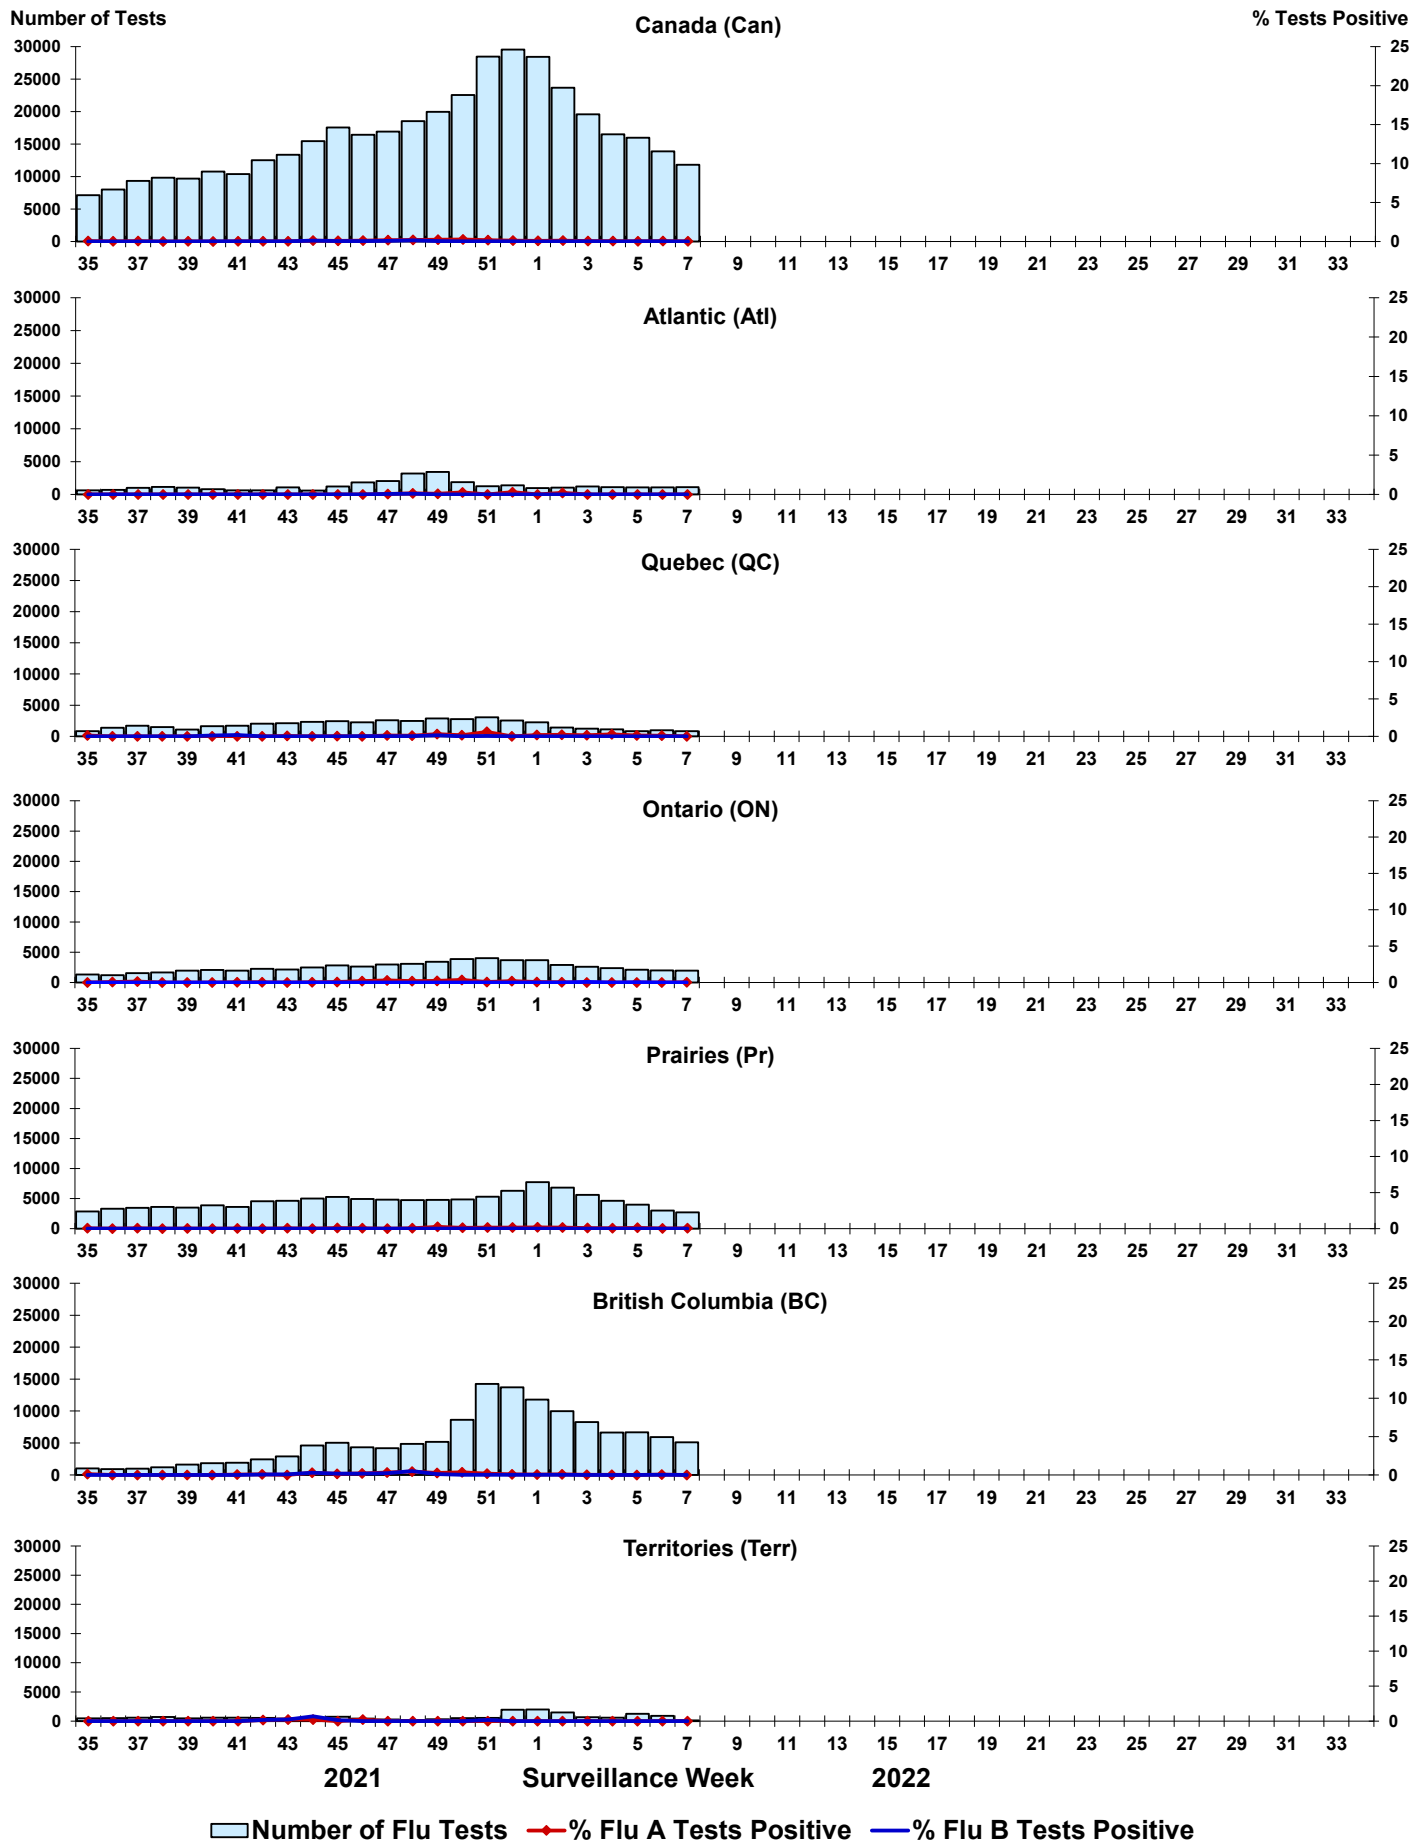 Number of Tests
Canada (Can)
% Tests Positive
30000 25000 20000 15000 10000 5000 0
25 20 15 10 5 0
35 37 39 41 43 45 47 49 51 1 3 5 7 9 11 13 15 17 19 21 23 25 27 29 31 33
Atlantic (Atl)
30000 25000 20000 15000 10000 5000 0
25 20 15 10 5 0
35 37 39 41 43 45 47 49 51 1 3 5 7 9 11 13 15 17 19 21 23 25 27 29 31 33
Quebec (QC)
30000 25000 20000 15000 10000 5000 0
25 20 15 10 5 0
35 37 39 41 43 45 47 49 51 1 3 5 7 9 11 13 15 17 19 21 23 25 27 29 31 33
Ontario (ON)
30000 25000 20000 15000 10000 5000 0
25 20 15 10 5 0
35 37 39 41 43 45 47 49 51 1 3 5 7 9 11 13 15 17 19 21 23 25 27 29 31 33
Prairies (Pr)
30000 25000 20000 15000 10000 5000 0
25 20 15 10 5 0
35 37 39 41 43 45 47 49 51 1 3 5 7 9 11 13 15 17 19 21 23 25 27 29 31 33
British Columbia (BC)
30000 25000 20000 15000 10000 5000 0
25 20 15 10 5 0
35 37 39 41 43 45 47 49 51 1 3 5 7 9 11 13 15 17 19 21 23 25 27 29 31 33
Territories (Terr)
30000 25000 20000 15000 10000 5000 0
25 20 15 10 5 0
35 37 39 41 43 45 47 49 51 1 3 5 7 9 11 13 15 17 19 21 23 25 27 29 31 33
2021 Surveillance Week 2022
Number of Flu Tests % Flu A Tests Positive % Flu B Tests Positive